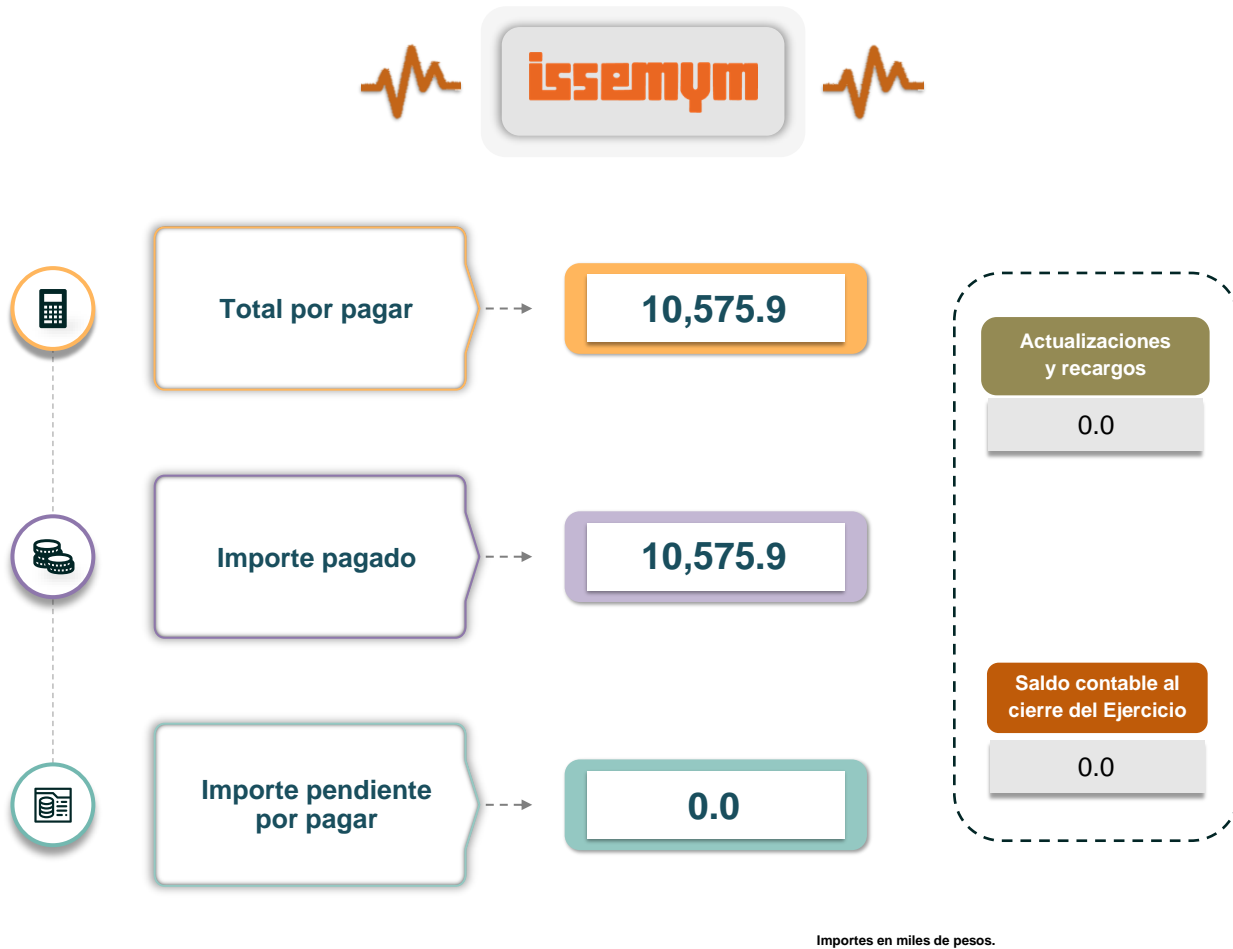 issemym
Total por pagar
10,575.9
Actualizaciones
y recargos
0.0
Importe pagado
10,575.9
Saldo contable al
cierre del Ejercicio
0.0
Importe pendiente
por pagar
0.0
Importes en miles de pesos.